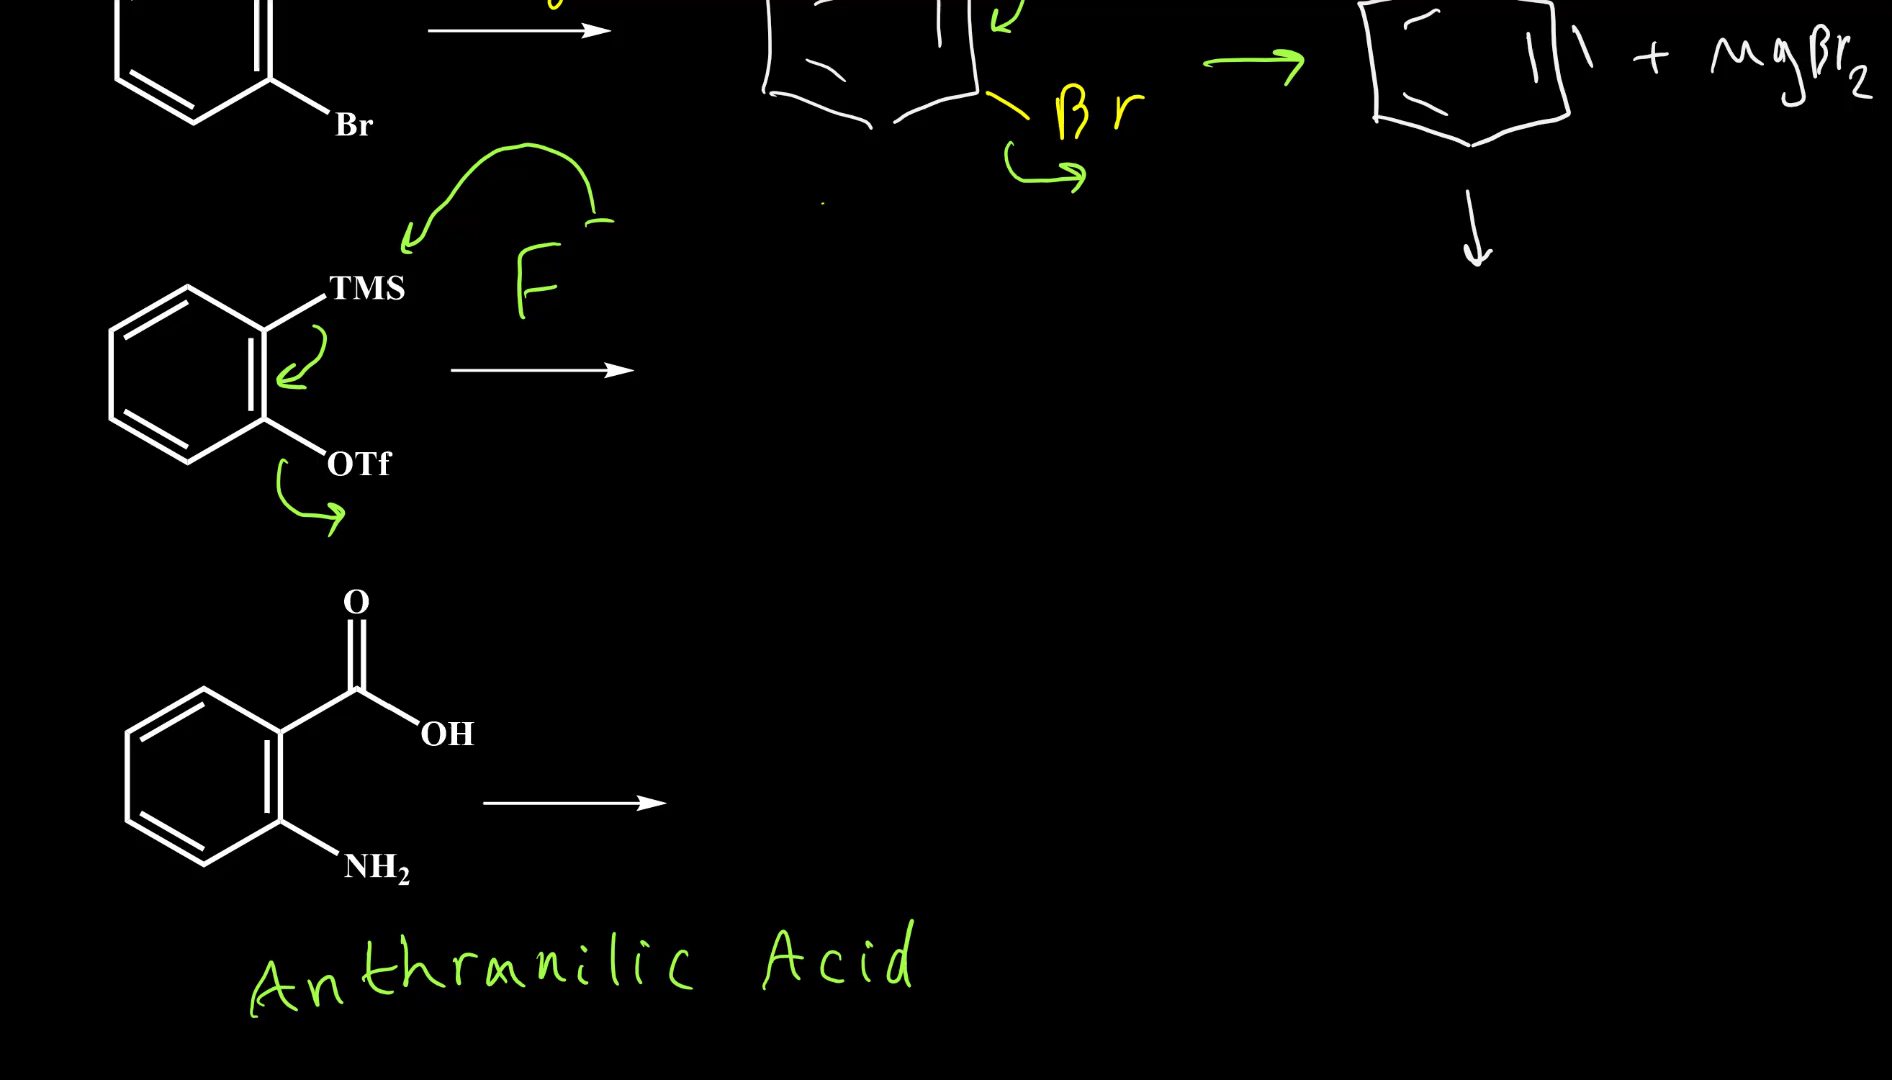 Br
Br
+ MgBr2
F−
TMS
OTf
O
OH
NH2
Anthranilic Acid